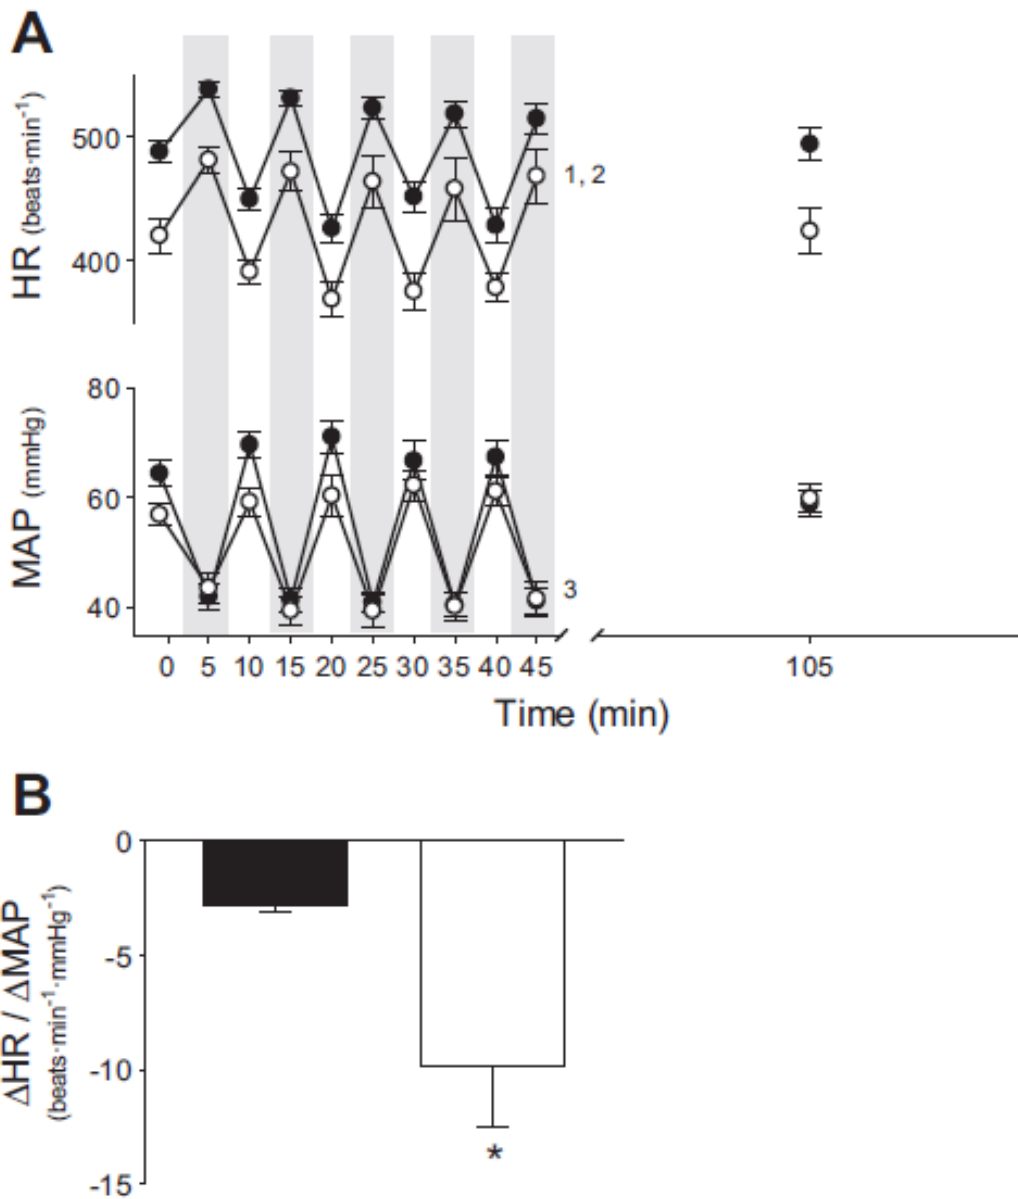 A
HR (beats·min⁻¹)
500
400
1, 2
MAP (mmHg)
80
60
40
3
0 5 10 15 20 25 30 35 40 45 105
Time (min)
B
ΔHR / ΔMAP
(beats·min⁻¹·mmHg⁻¹)
0
-5
-10
-15
*